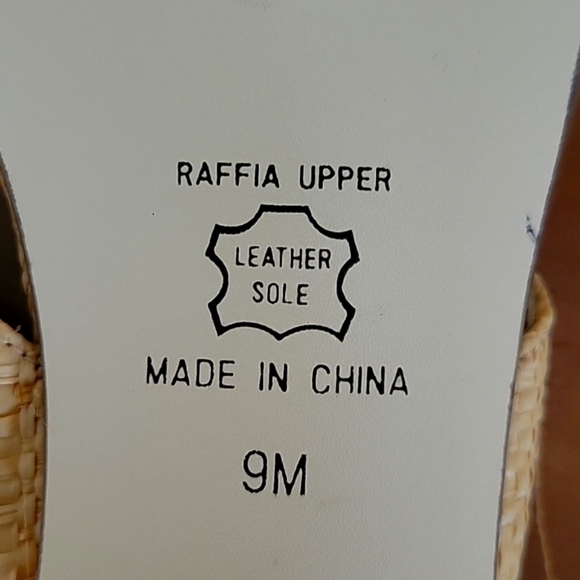 RAFFIA UPPER
LEATHER
SOLE
MADE IN CHINA
9M